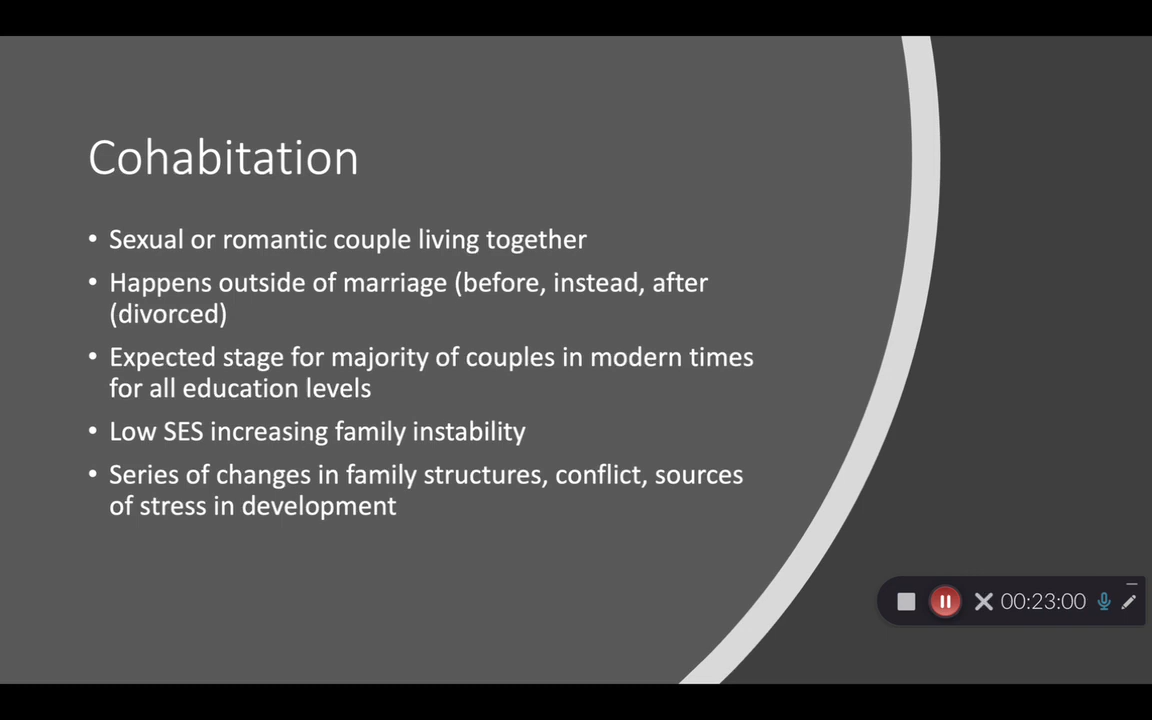 Cohabitation
• Sexual or romantic couple living together
• Happens outside of marriage (before, instead, after
(divorced)
• Expected stage for majority of couples in modern times
for all education levels
• Low SES increasing family instability
• Series of changes in family structures, conflict, sources
of stress in development
00:23:00